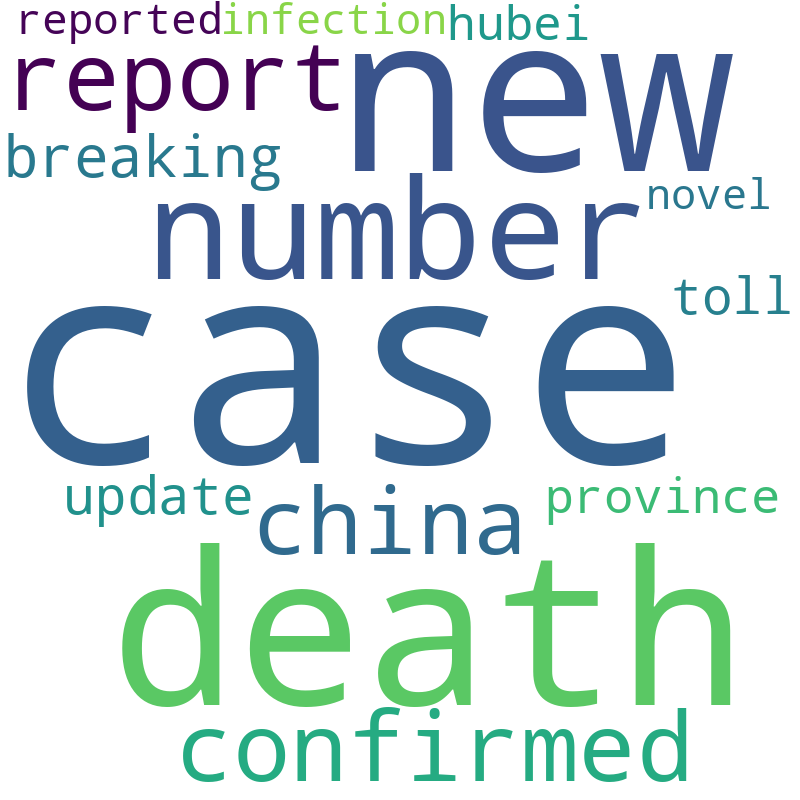 reported infection hubei
report new
breaking
number novel
case toll
update china province
death
confirmed